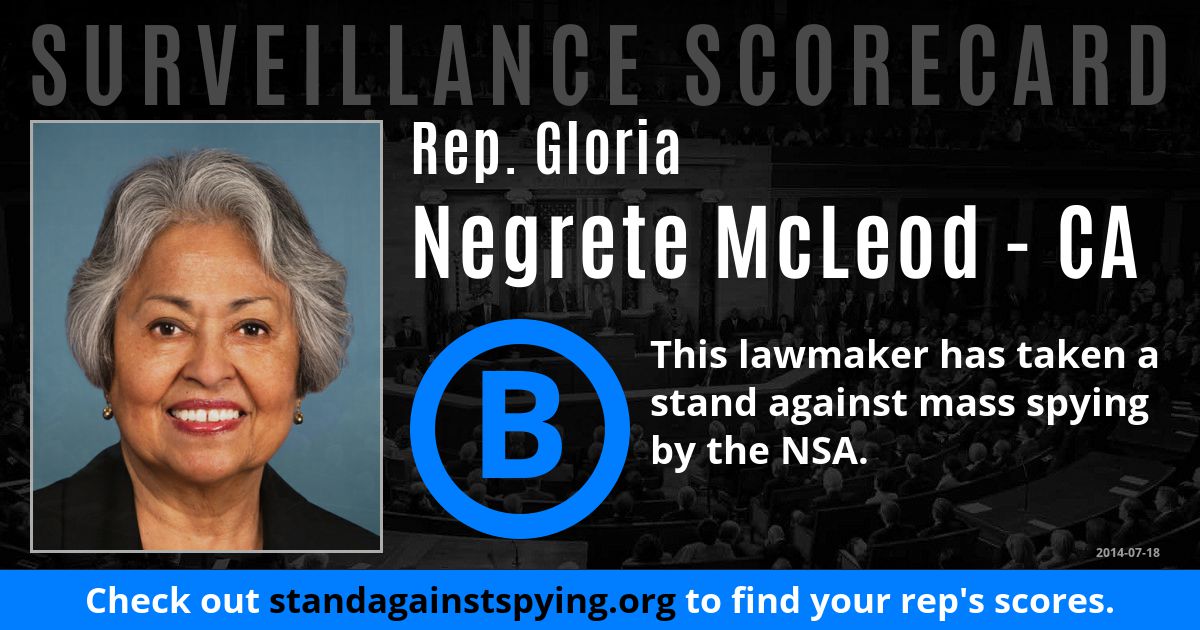 SURVEILLANCE SCORECARD
Rep. Gloria
Negrete McLeod - CA
B
This lawmaker has taken a
stand against mass spying
by the NSA.
2014-07-18
Check out standagainstspying.org to find your rep's scores.